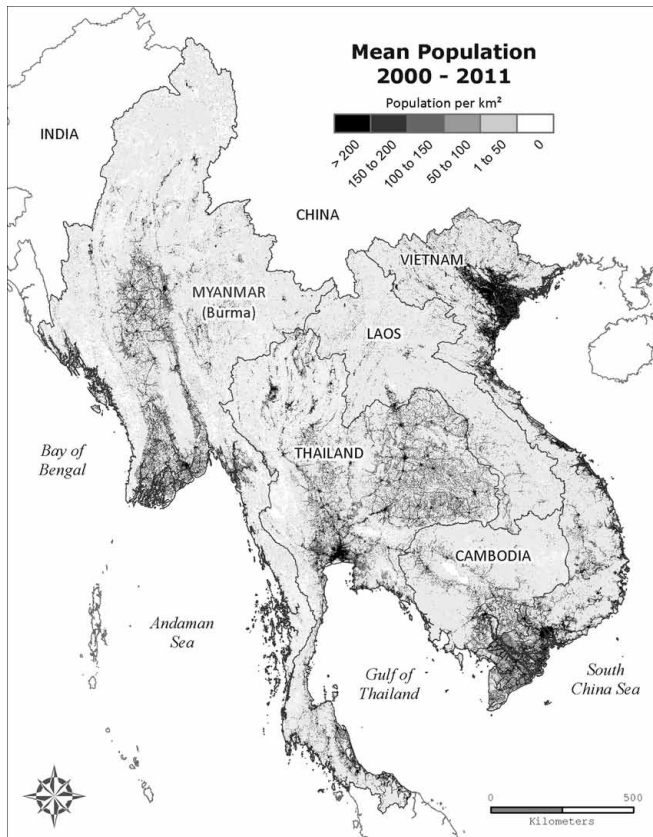 Mean Population
2000 - 2011
Population per km²
> 200
150 to 200
100 to 150
50 to 100
1 to 50
0
INDIA
CHINA
VIETNAM
MYANMAR
(Burma)
LAOS
Bay of
Bengal
THAILAND
CAMBODIA
Andaman
Sea
Gulf of
Thailand
South
China Sea
0
500
Kilometers